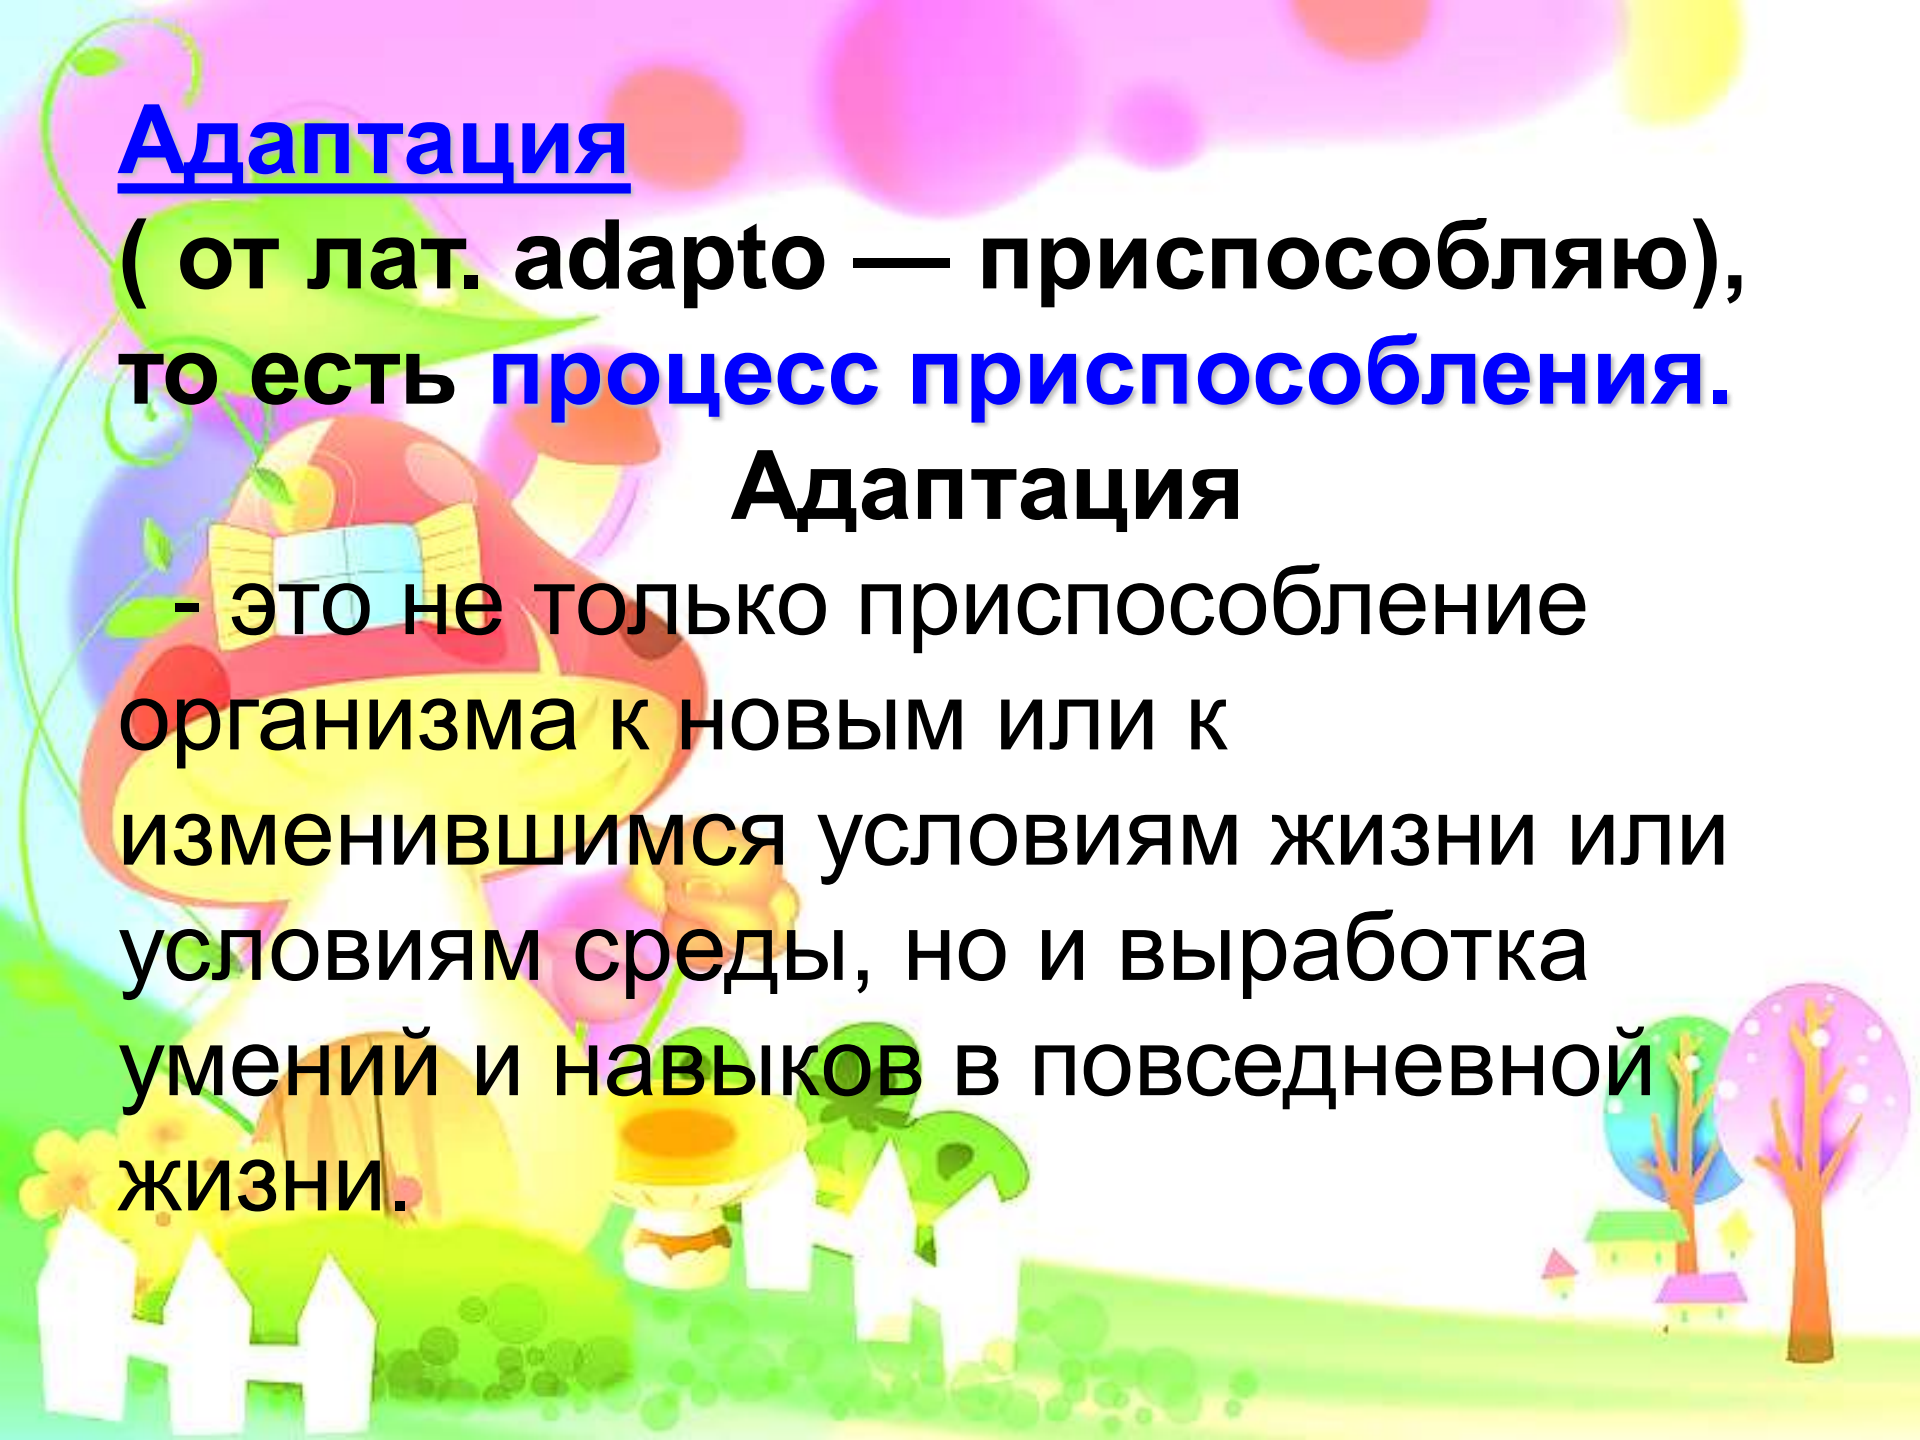 Адаптация
( от лат. adapto — приспособляю),
то есть процесс приспособления.
Адаптация
- это не только приспособление
организма к новым или к
изменившимся условиям жизни или
условиям среды, но и выработка
умений и навыков в повседневной
жизни.